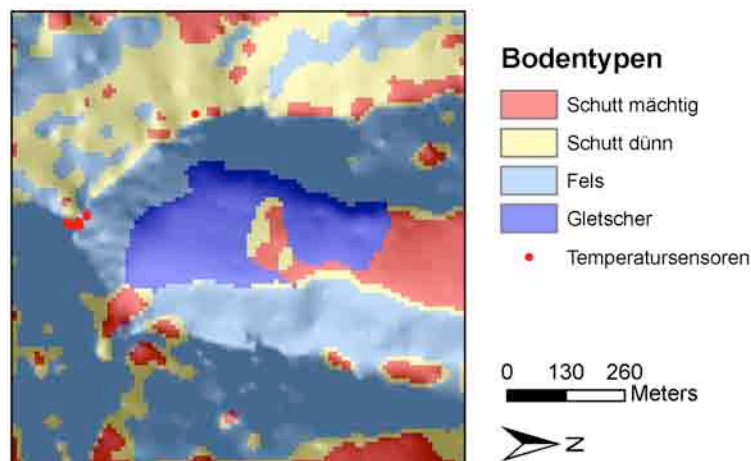 Bodentypen
Schutt mächtig
Schutt dünn
Fels
Gletscher
Temperatursensoren
0 130 260
Meters
N